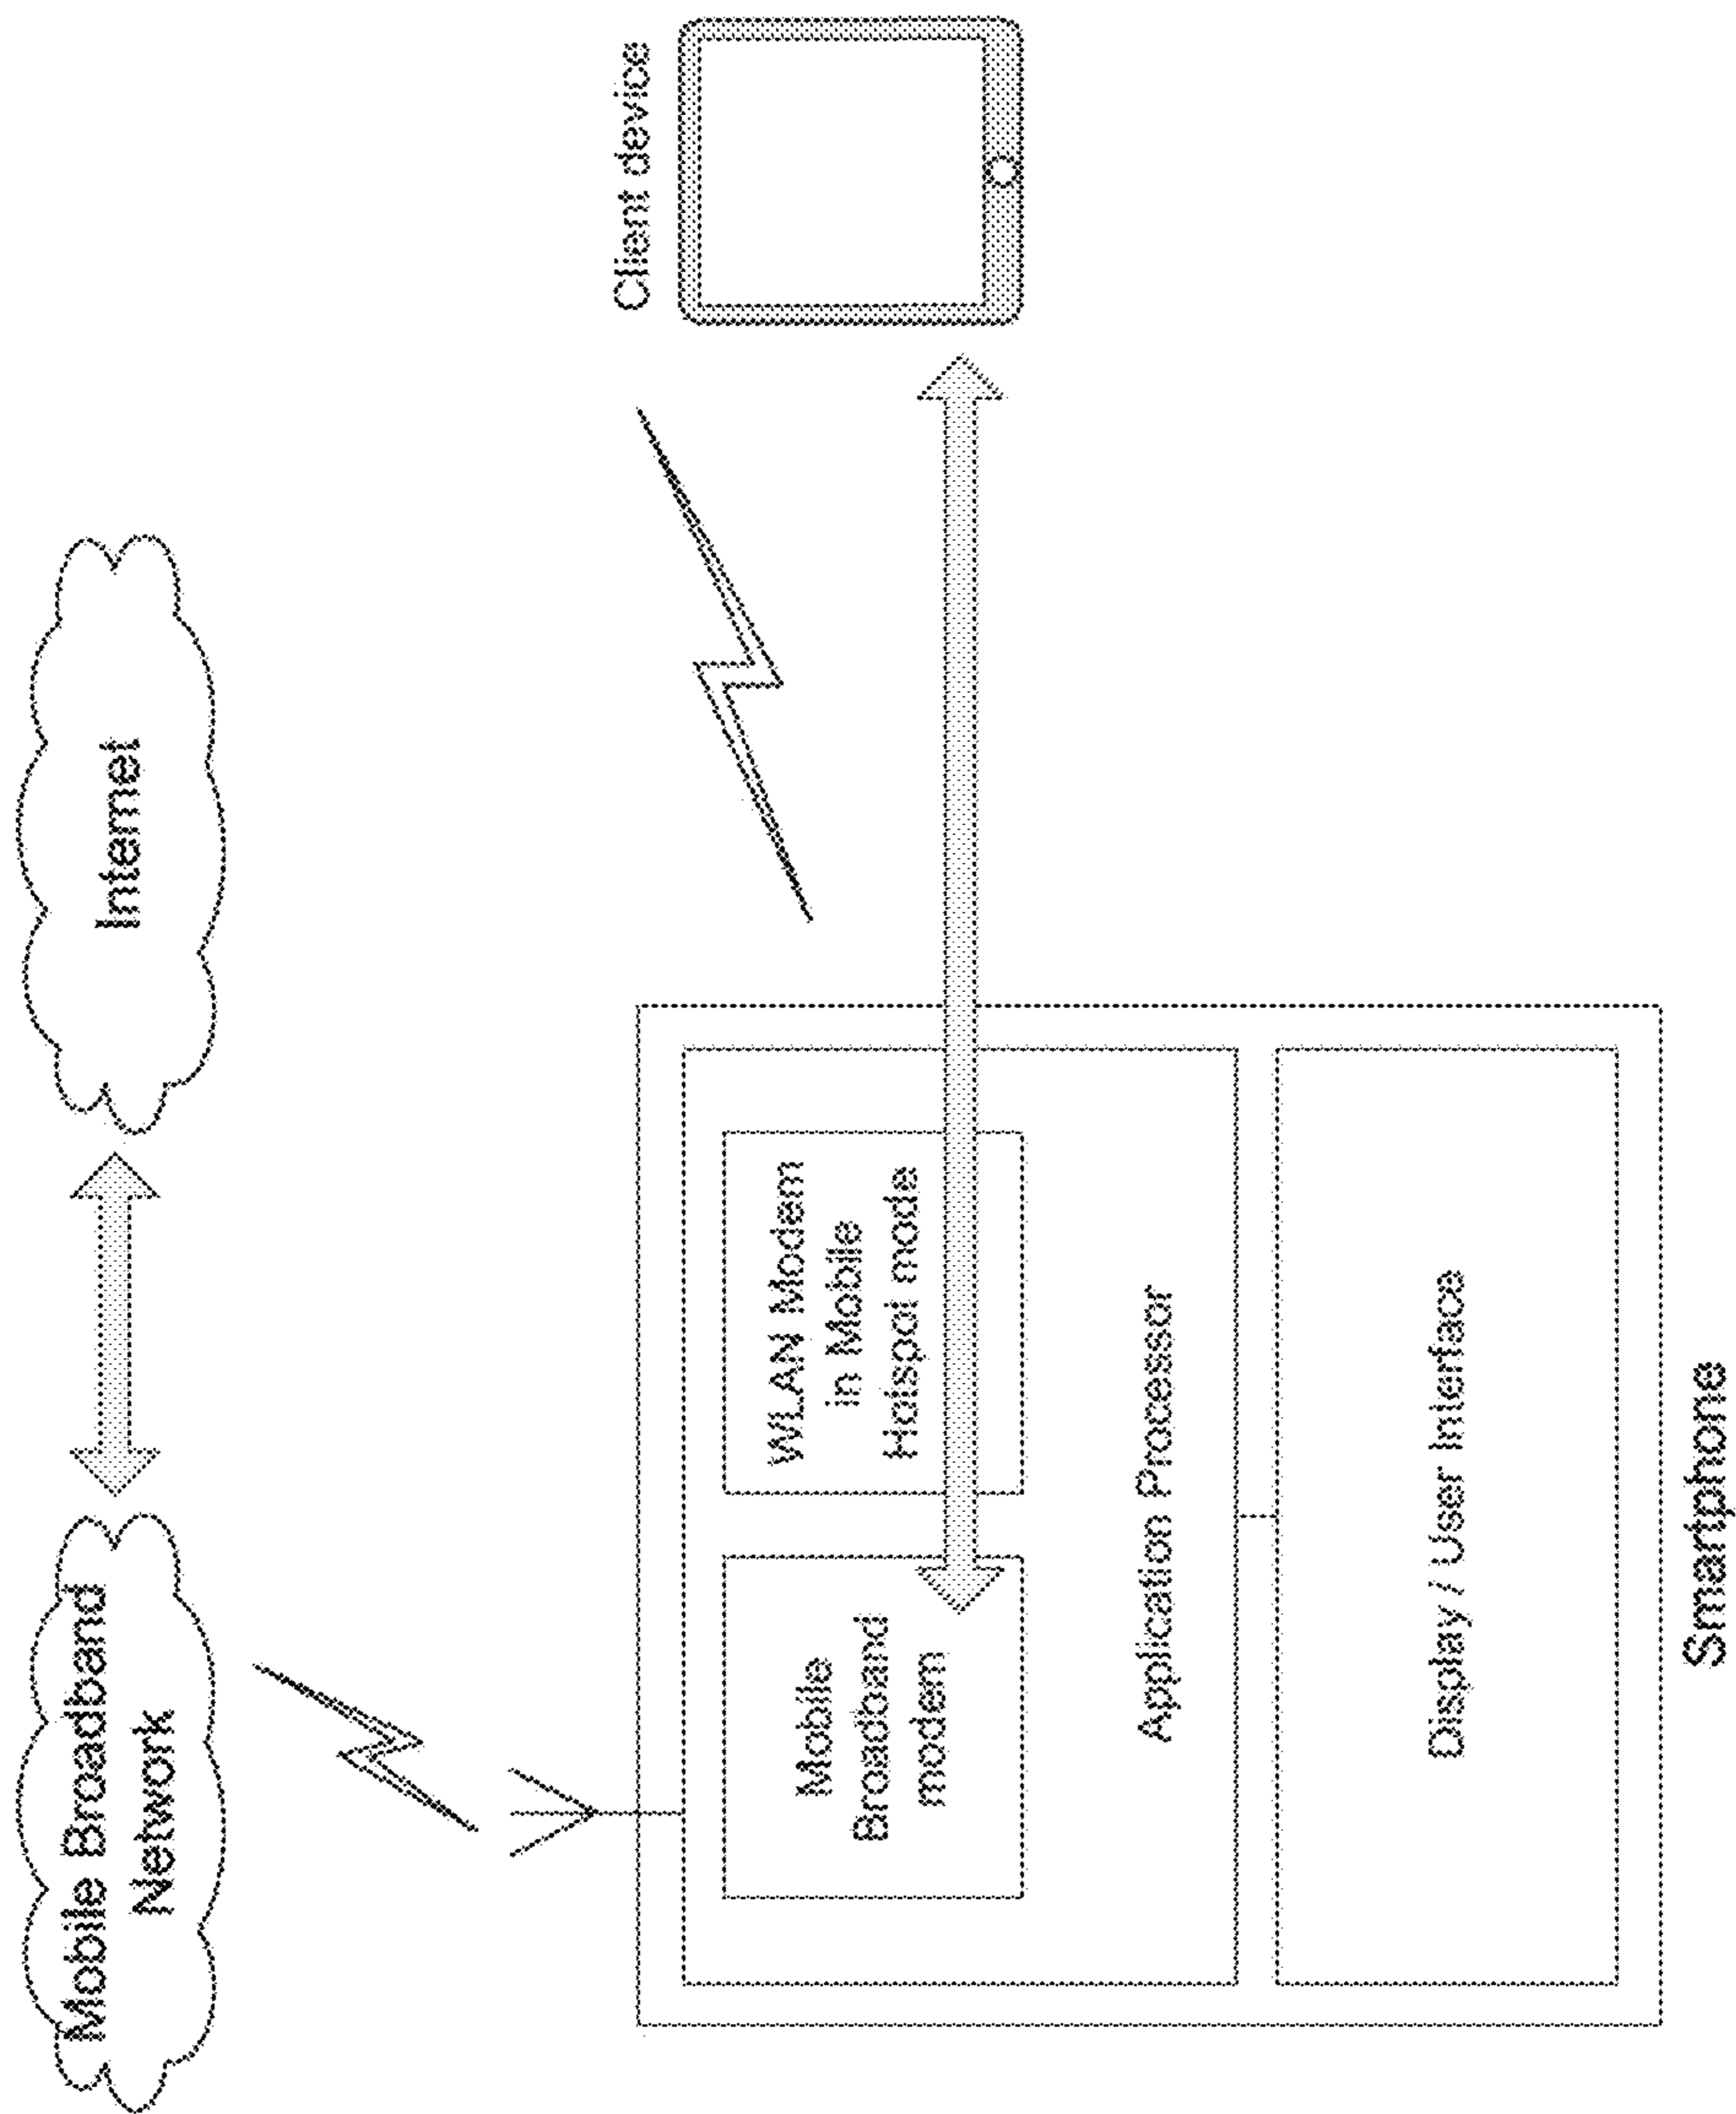 Mobile Broadband
Network
Internet
Client device
Mobile
Broadband
modem
WLAN Modem
in Mobile
Hotspot mode
Application Processor
Display / User Interface
Smartphone